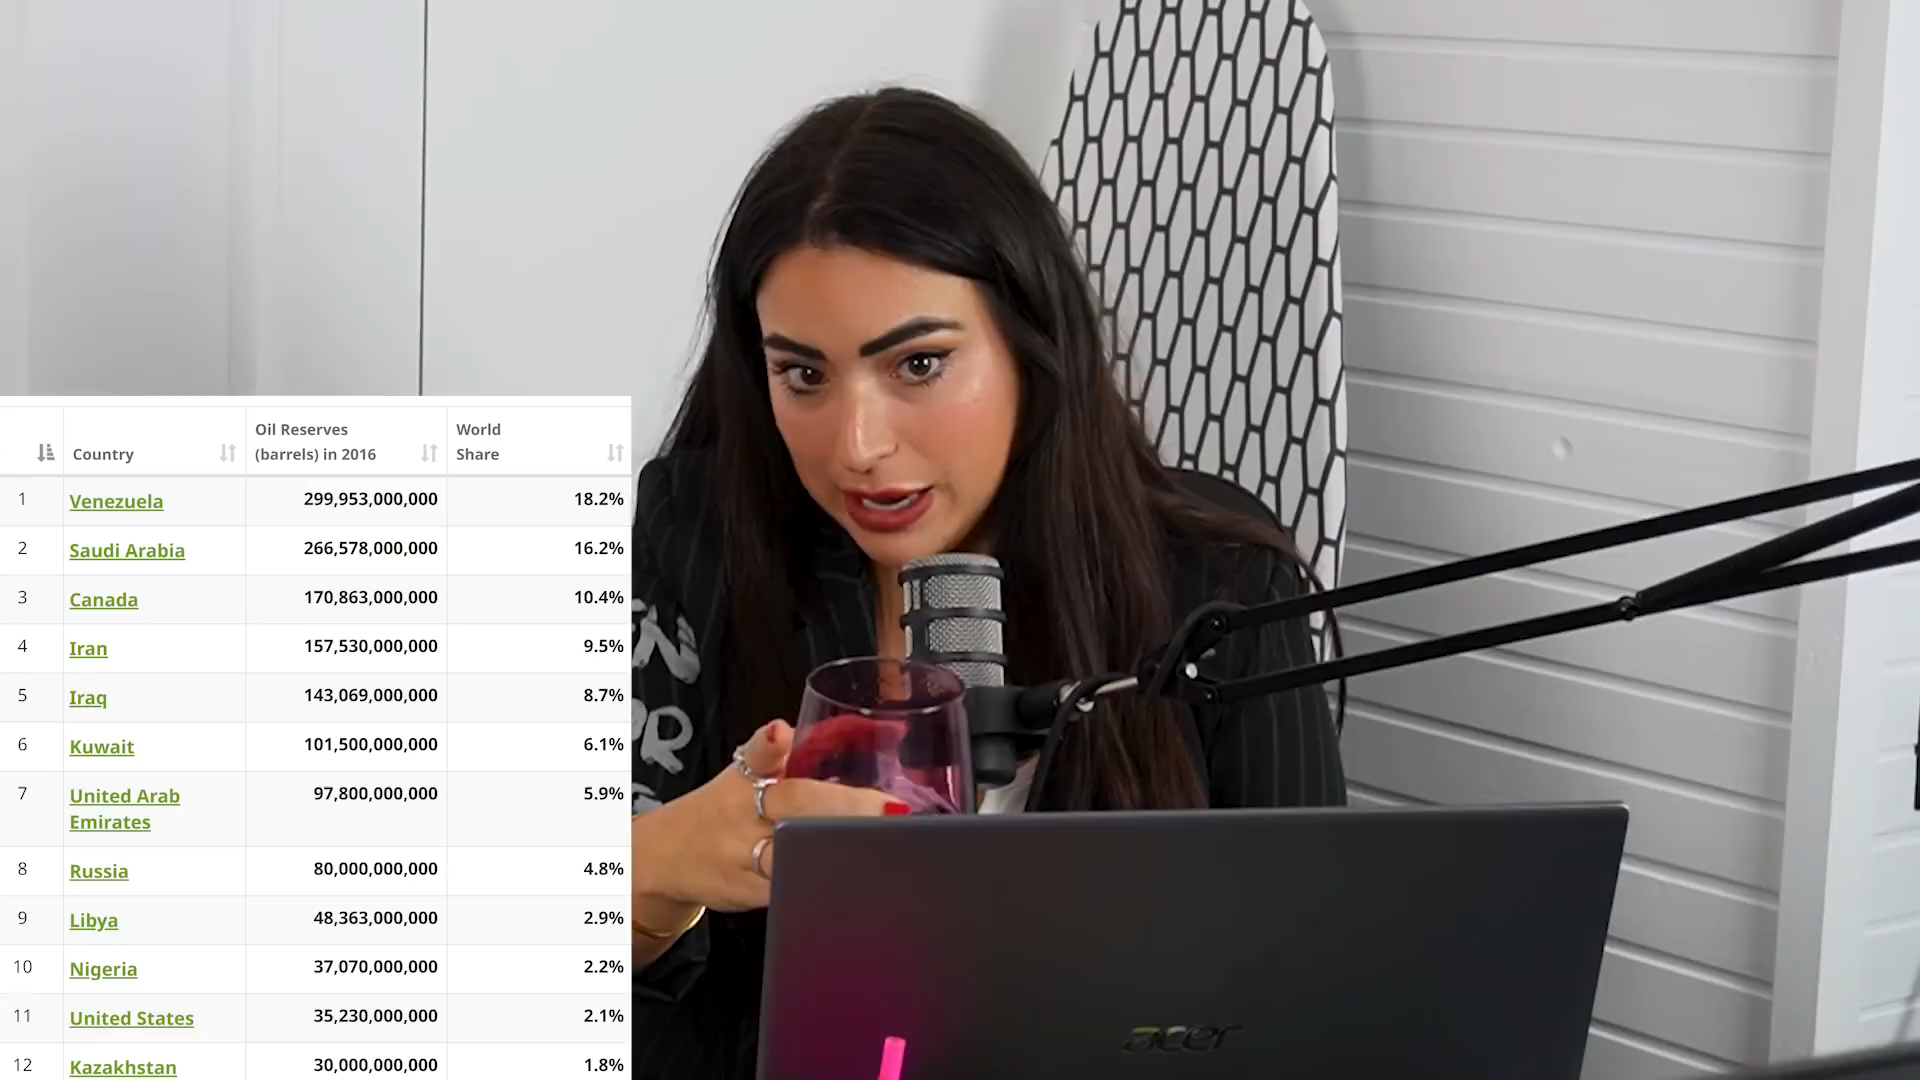 Country
Oil Reserves
(barrels) in 2016
World
Share
1 Venezuela 299,953,000,000 18.2%
2 Saudi Arabia 266,578,000,000 16.2%
3 Canada 170,863,000,000 10.4%
4 Iran 157,530,000,000 9.5%
5 Iraq 143,069,000,000 8.7%
6 Kuwait 101,500,000,000 6.1%
7 United Arab 97,800,000,000 5.9%
Emirates
8 Russia 80,000,000,000 4.8%
9 Libya 48,363,000,000 2.9%
10 Nigeria 37,070,000,000 2.2%
11 United States 35,230,000,000 2.1%
12 Kazakhstan 30,000,000,000 1.8%
acer